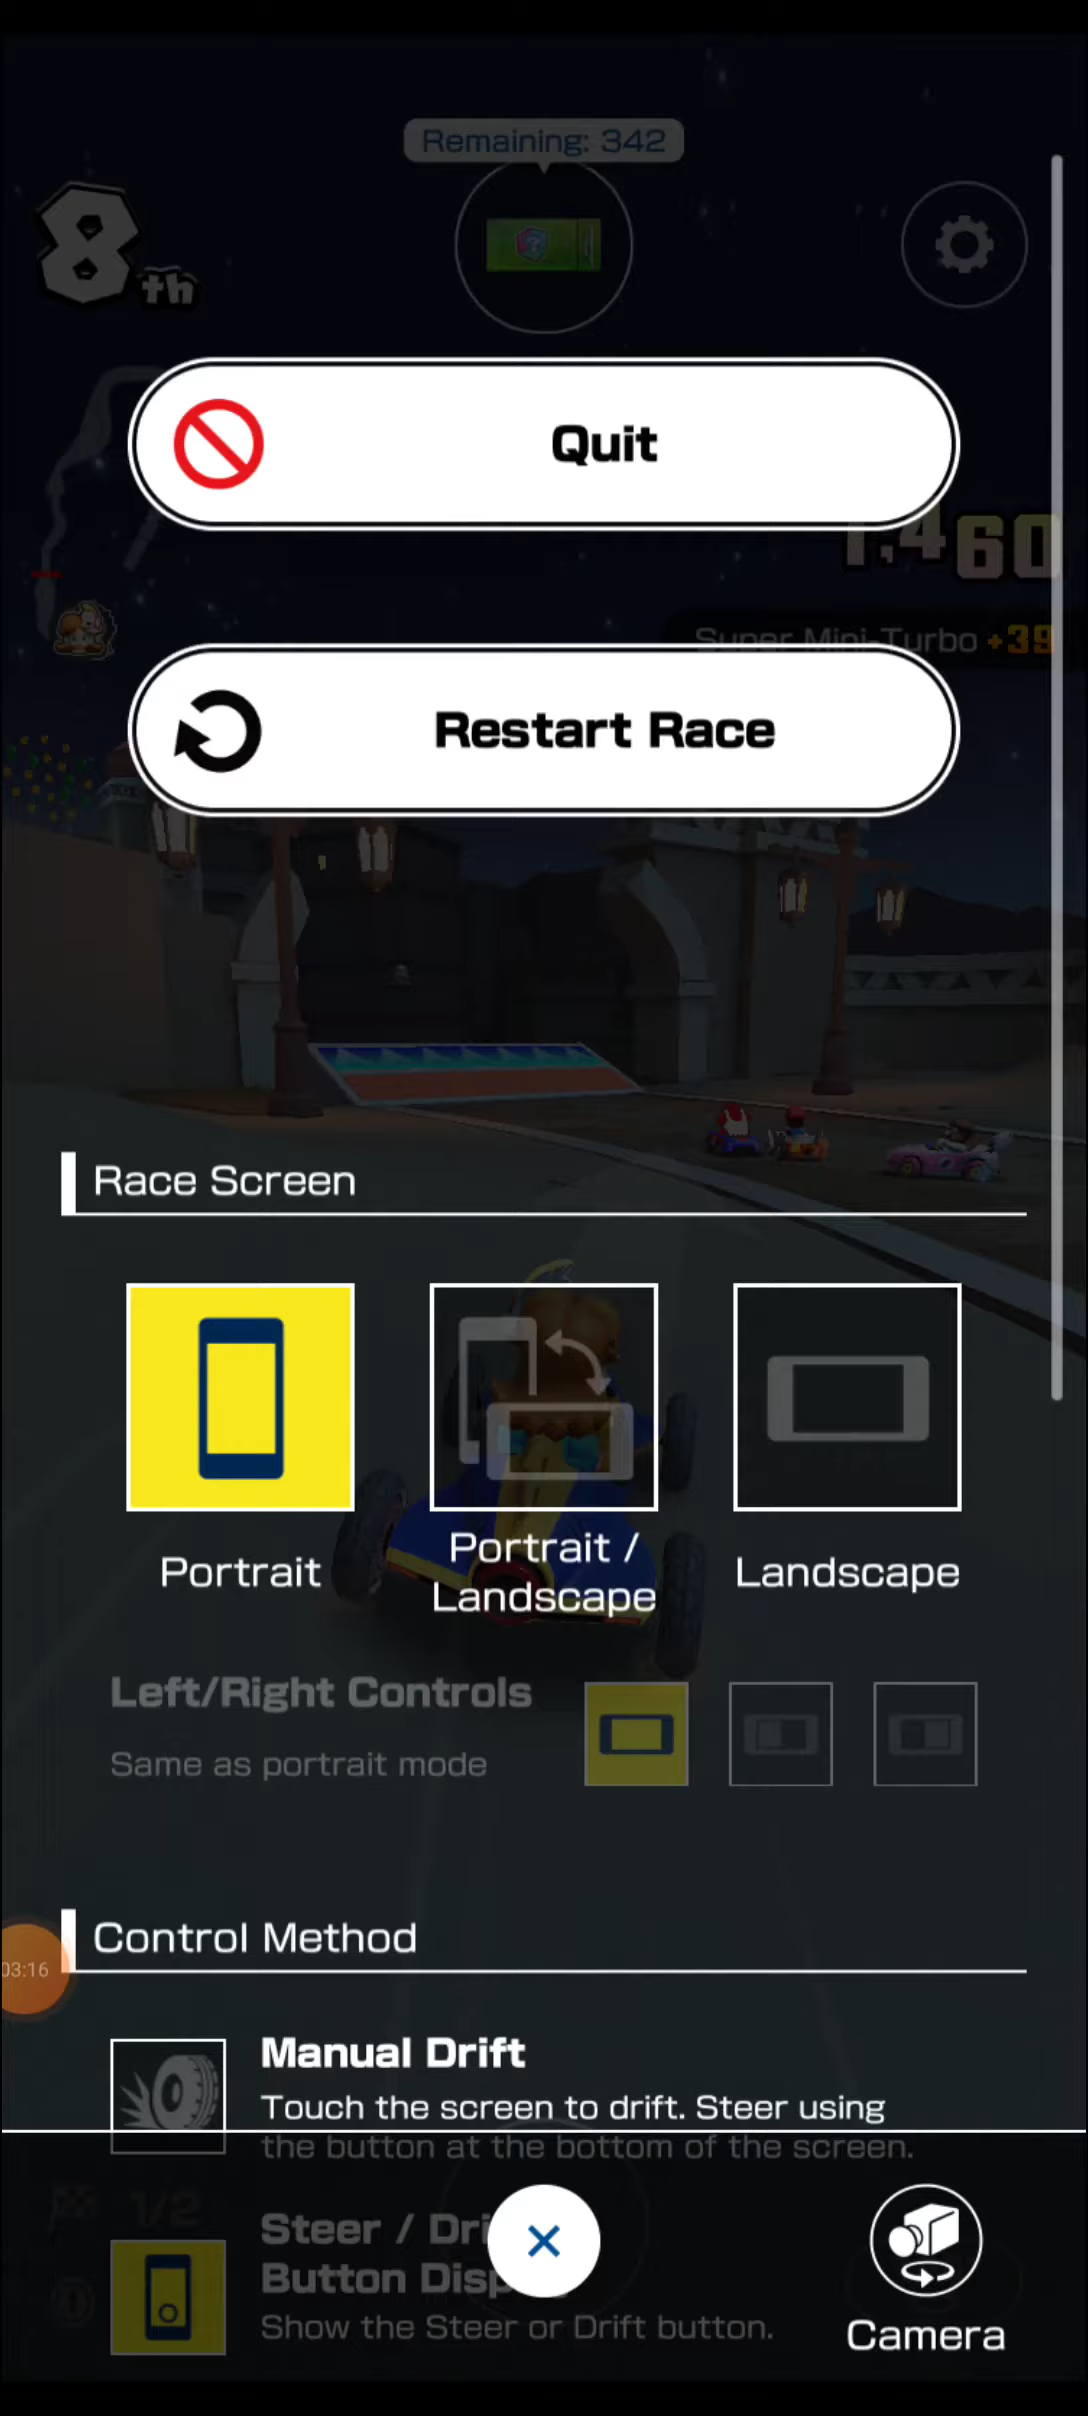 Remaining: 342
8th
Quit
1,460
Super Mini-Turbo +39
Restart Race
Race Screen
Portrait
Portrait /
Landscape
Landscape
Left/Right Controls
Same as portrait mode
Control Method
03:16
Manual Drift
Touch the screen to drift. Steer using
the button at the bottom of the screen.
1/2
Steer /
Button
Show the Steer or Drift button.
Camera